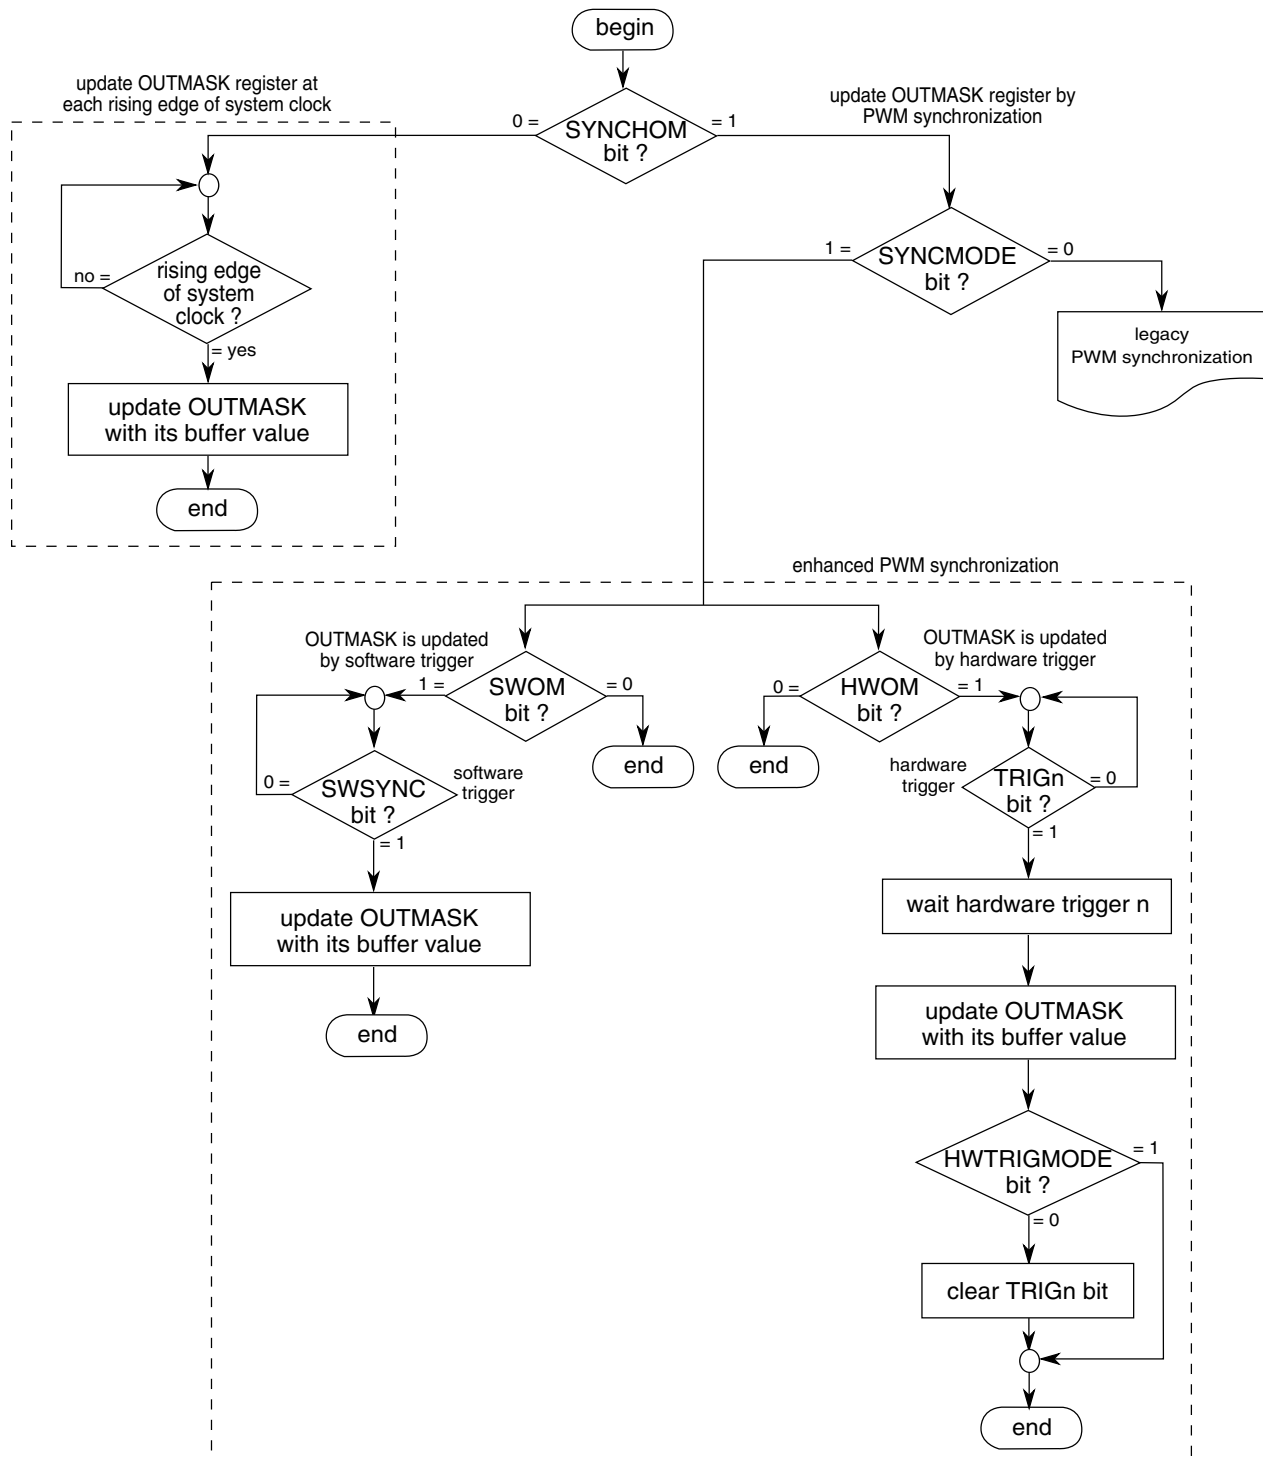 begin
update OUTMASK register at
each rising edge of system clock
update OUTMASK register by
PWM synchronization
0 =
SYNCHOM
bit ?
= 1
1 =
SYNCMODE
bit ?
= 0
no =
rising edge
of system
clock ?
= yes
legacy
PWM synchronization
update OUTMASK
with its buffer value
end
enhanced PWM synchronization
OUTMASK is updated
by software trigger
OUTMASK is updated
by hardware trigger
1 =
SWOM
bit ?
= 0
0 =
HWOM
bit ?
= 1
end
end
0 =
SWSYNC
bit ?
software
trigger
= 1
hardware
trigger
TRIGn
bit ?
= 0
= 1
update OUTMASK
with its buffer value
end
wait hardware trigger n
update OUTMASK
with its buffer value
HWTRIGMODE
bit ?
= 1
= 0
clear TRIGn bit
end